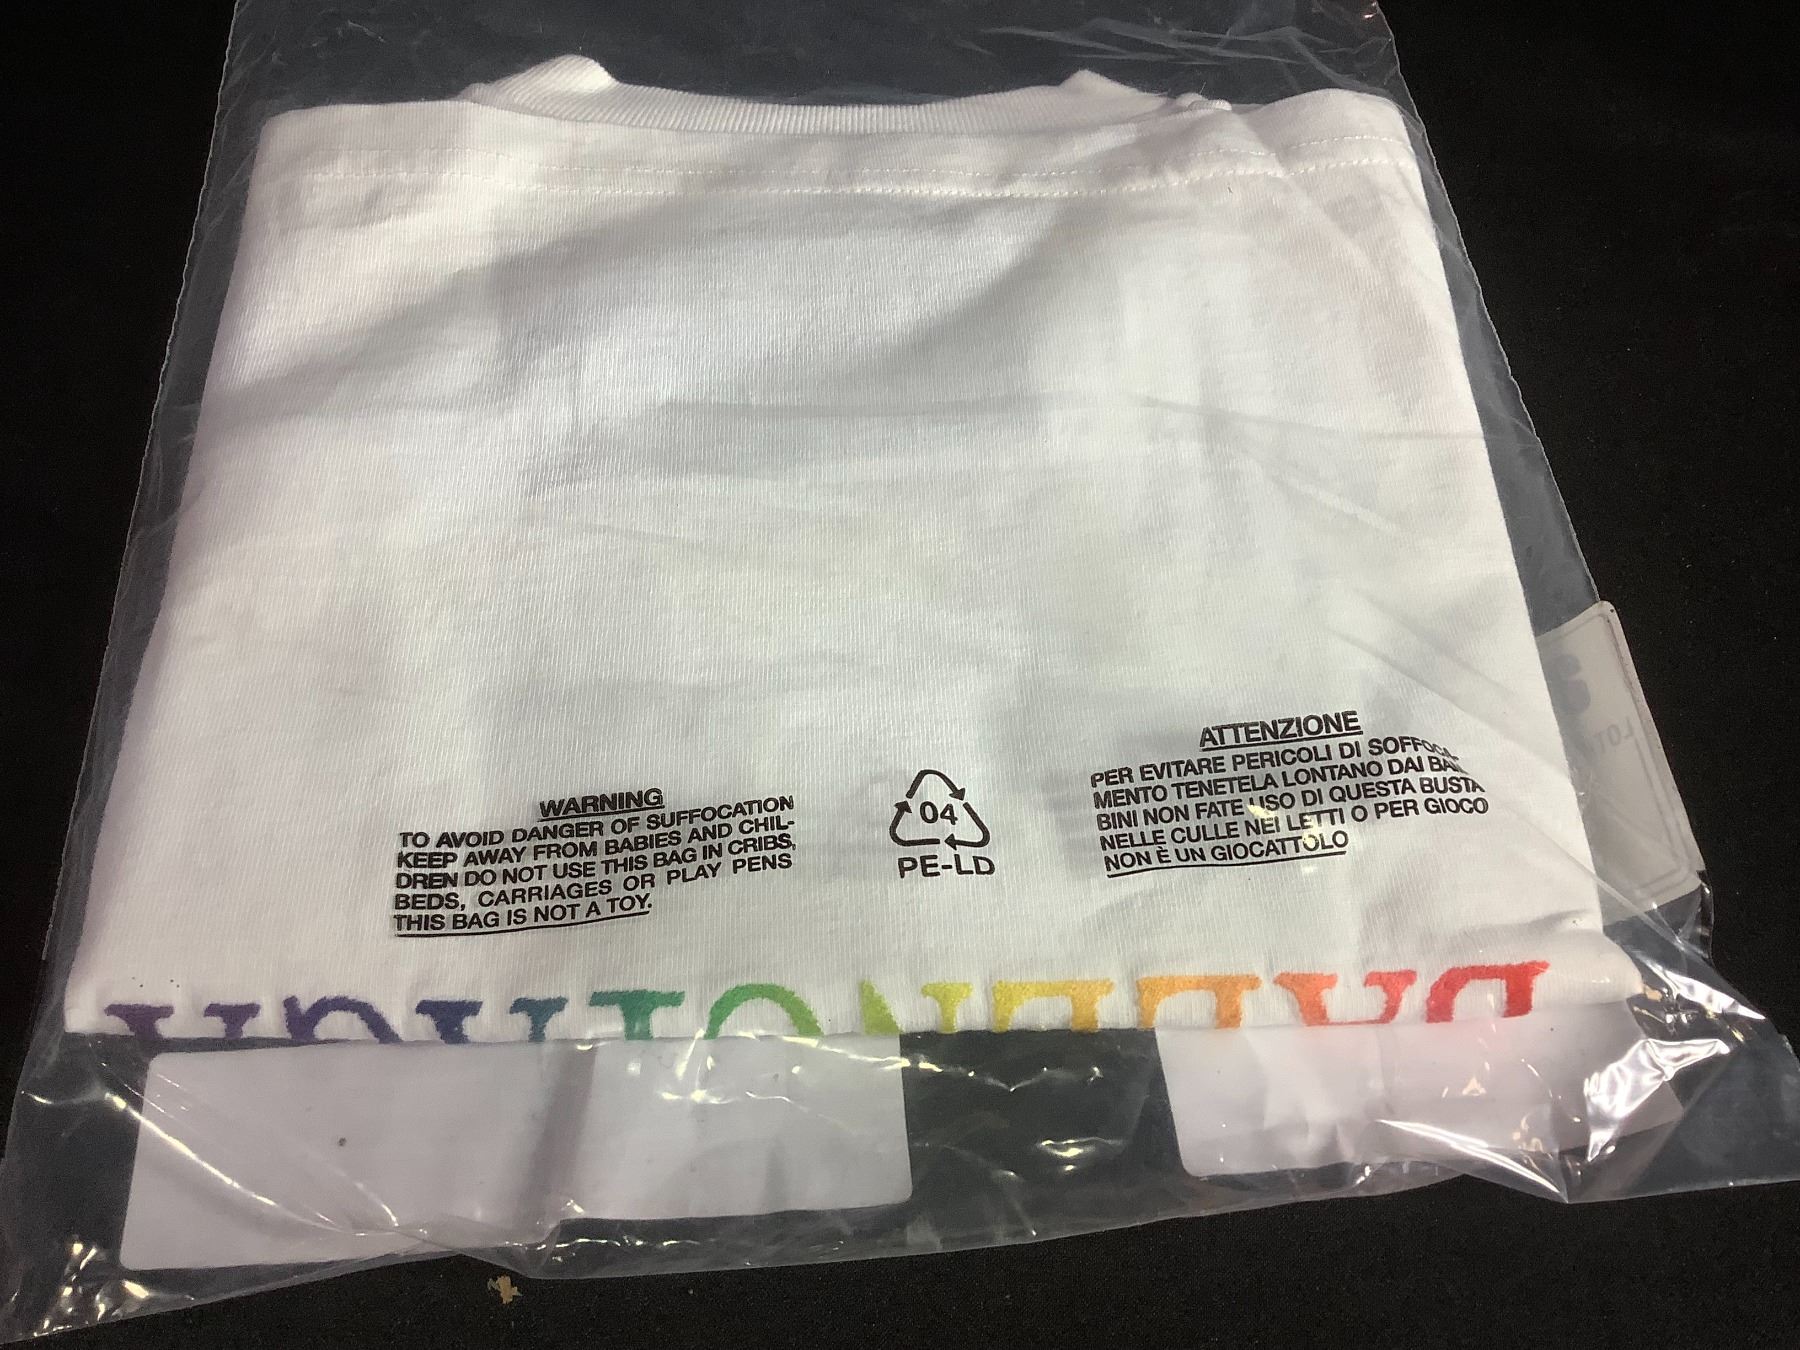 WARNING
TO AVOID DANGER OF SUFFOCATION
KEEP AWAY FROM BABIES AND CHIL-
DREN DO NOT USE THIS BAG IN CRIBS,
BEDS, CARRIAGES OR PLAY PENS
THIS BAG IS NOT A TOY.
04
PE-LD
ATTENZIONE
PER EVITARE PERICOLI DI
MENTO TENETELA LONTANO DAI
BINI NON FATE USO DI QUESTA BUSTA
NELLE CULLE NEI LETTI O PER GIOCO
NON È UN GIOCATTOLO
3
LOT